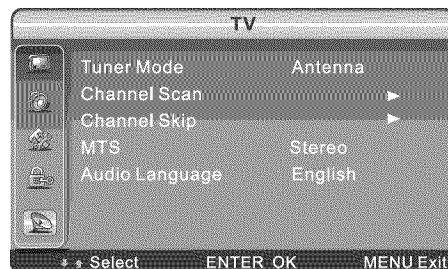 TV
Tuner Mode Antenna
Channel Scan
Channel Skip
MTS Stereo
Audio Language English
Select ENTER OK MENU Exit